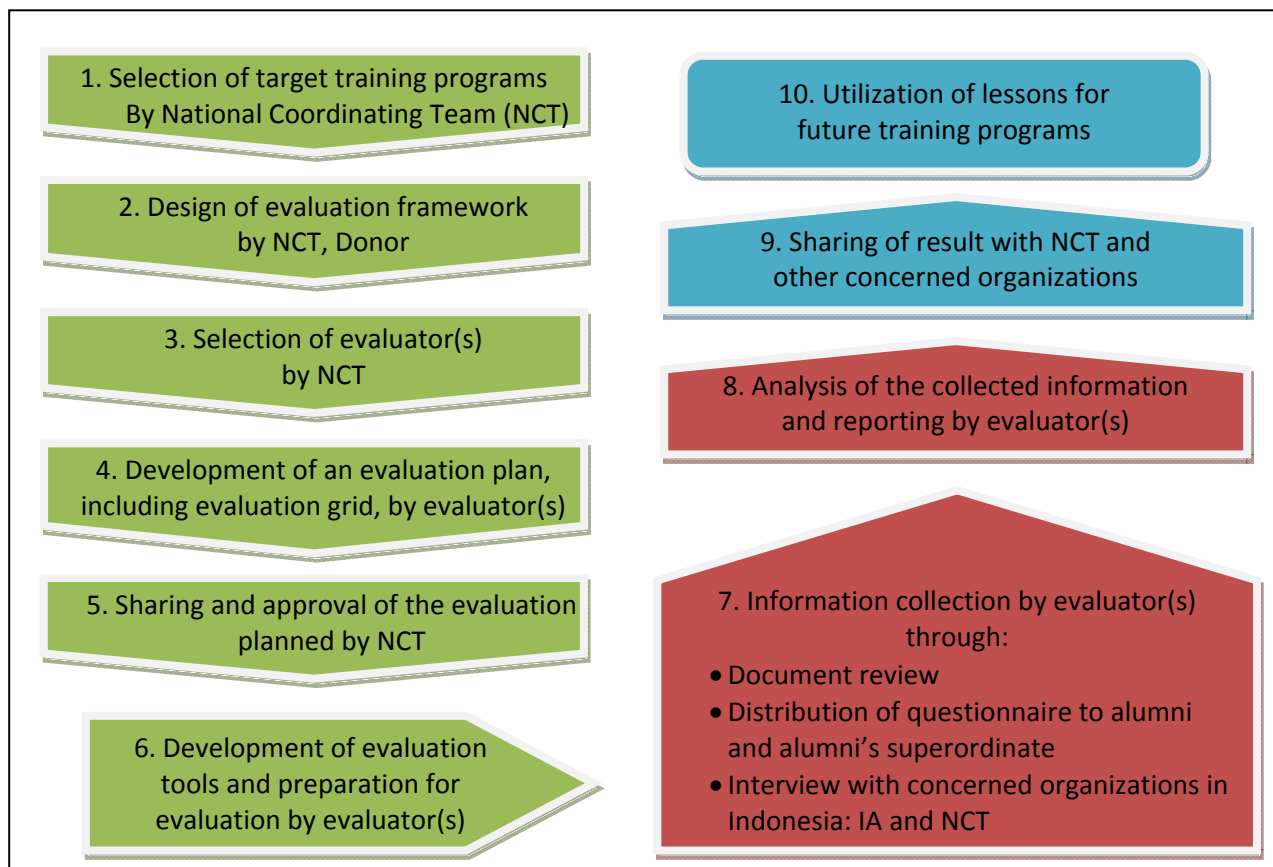 1. Selection of target training programs
By National Coordinating Team (NCT)
2. Design of evaluation framework
by NCT, Donor
3. Selection of evaluator(s)
by NCT
4. Development of an evaluation plan,
including evaluation grid, by evaluator(s)
5. Sharing and approval of the evaluation
planned by NCT
6. Development of evaluation
tools and preparation for
evaluation by evaluator(s)
7. Information collection by evaluator(s)
through:
• Document review
• Distribution of questionnaire to alumni
and alumni’s superordinate
• Interview with concerned organizations in
Indonesia: IA and NCT
8. Analysis of the collected information
and reporting by evaluator(s)
9. Sharing of result with NCT and
other concerned organizations
10. Utilization of lessons for
future training programs